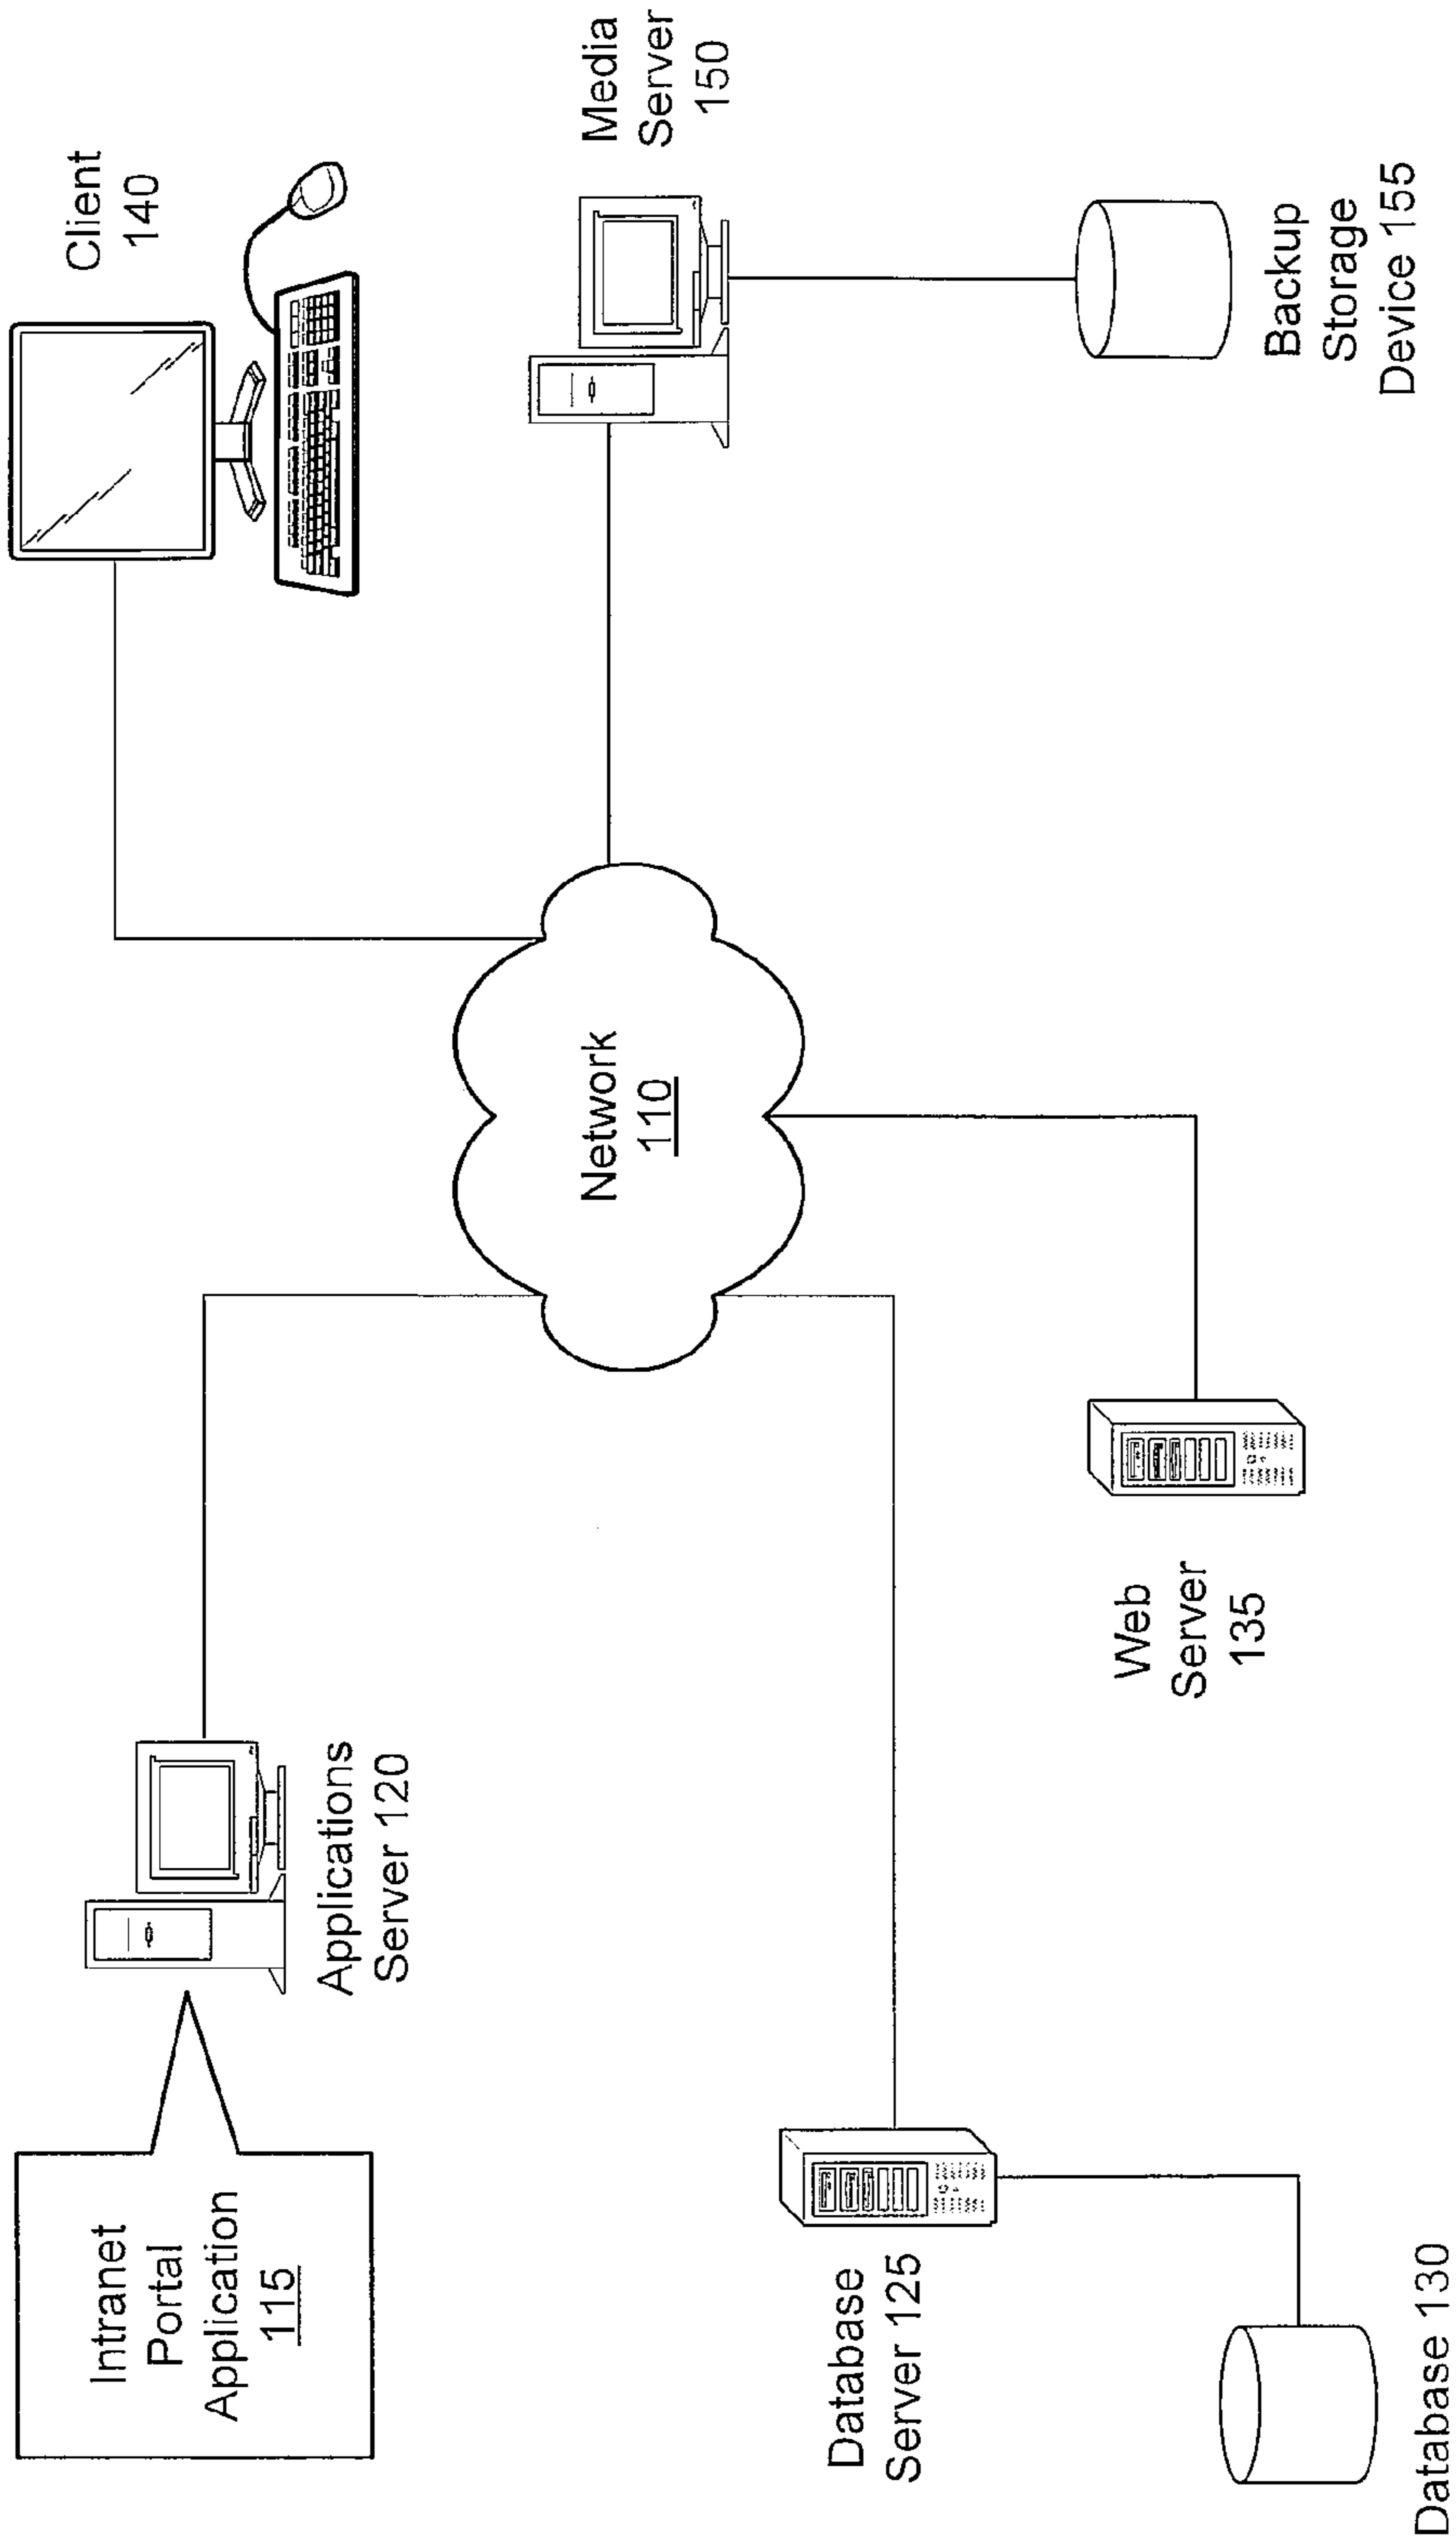 Intranet
Portal
Application
115
Applications
Server 120
Client
140
Network
110
Media
Server
150
Database
Server 125
Web
Server
135
Backup
Storage
Device 155
Database 130